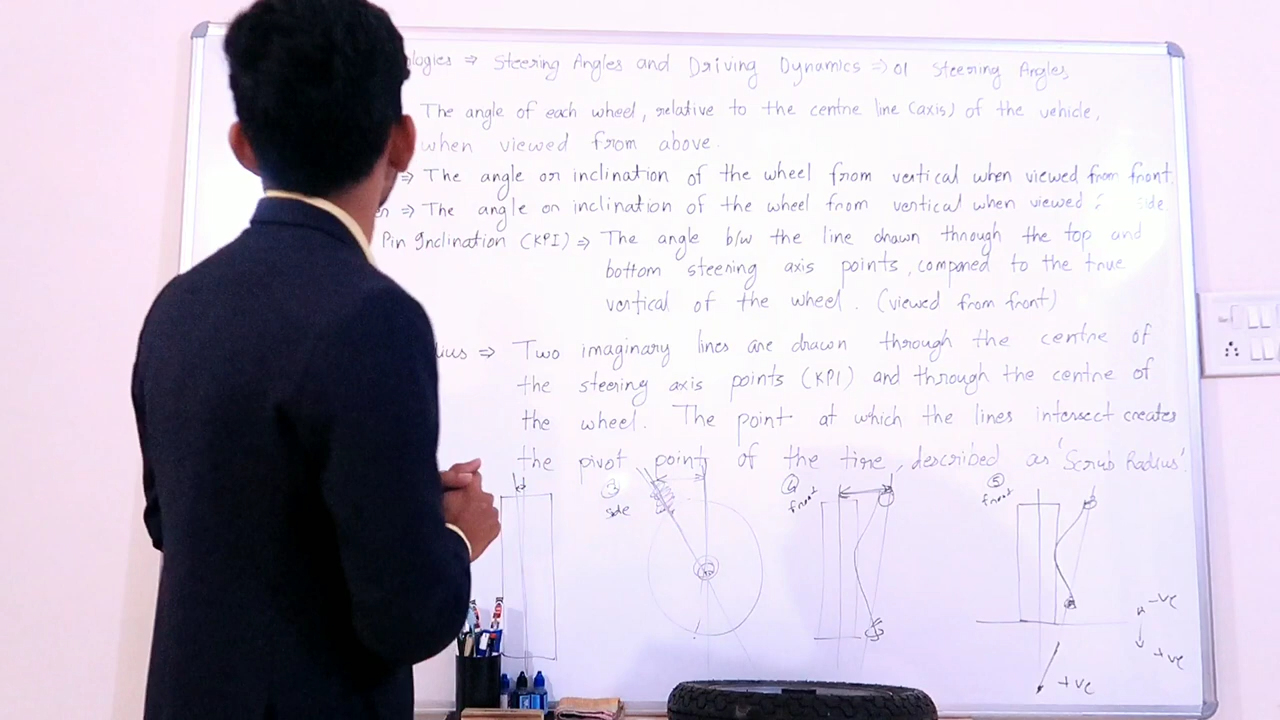 ologies ⇒ Steering Angles and Driving Dynamics ⇒ 01 Steering Angles
The angle of each wheel, relative to the centre line (axis) of the vehicle,
when viewed from above.
⇒ The angle or inclination of the wheel from vertical when viewed from front.
⇒ The angle or inclination of the wheel from vertical when viewed side.
Pin Inclination (KPI) ⇒ The angle b/w the line drawn through the top and
bottom steering axis points, compared to the true
vertical of the wheel. (viewed from front)
dius ⇒ Two imaginary lines are drawn through the centre of
the steering axis points (KPI) and through the centre of
the wheel. The point at which the lines intersect creates
the pivot point of the tire, described as 'Scrub Radius'.
③ side
④ front
⑤ front
-ve
+ve
+ve